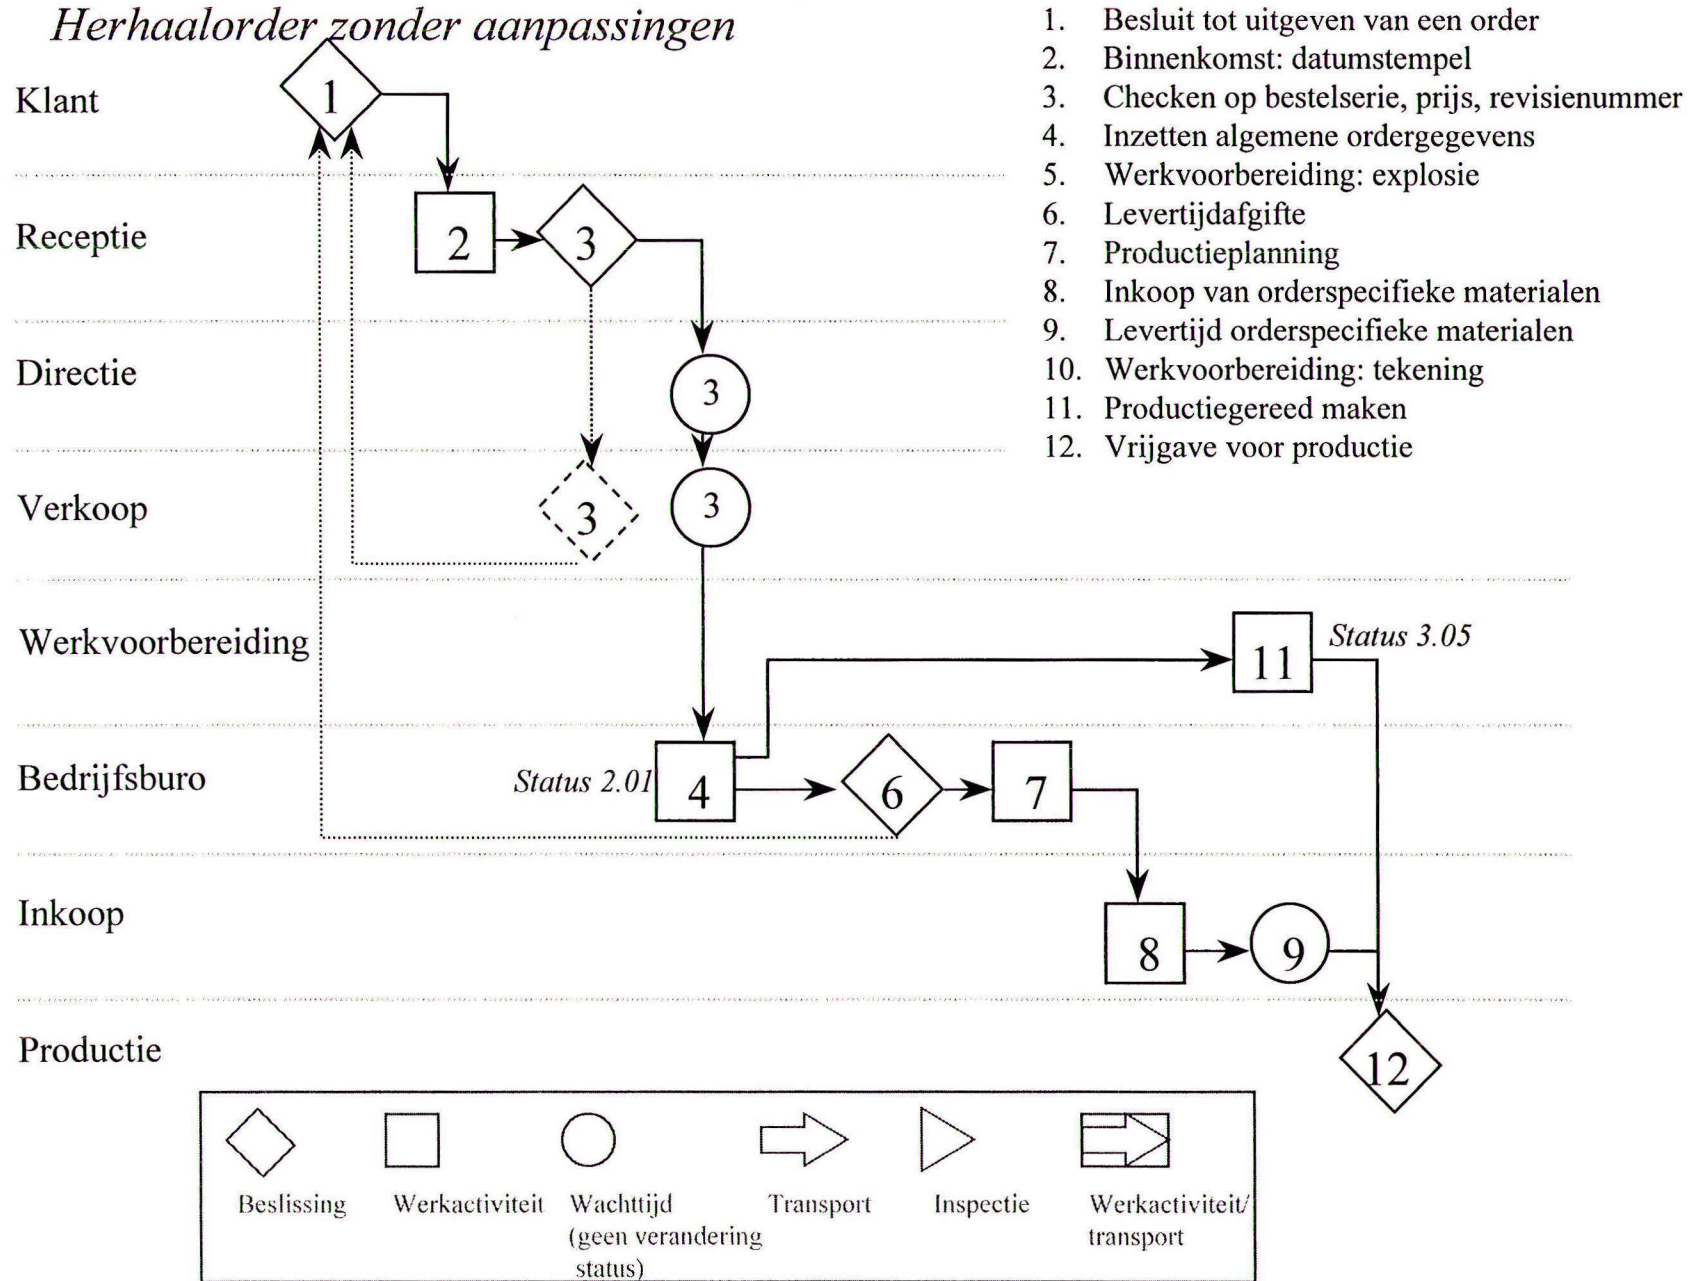 Herhaalorder zonder aanpassingen
1. Besluit tot uitgeven van een order
2. Binnenkomst: datumstempel
3. Checken op bestelserie, prijs, revisienummer
4. Inzetten algemene ordergegevens
5. Werkvoorbereiding: explosie
6. Levertijdafgifte
7. Productieplanning
8. Inkoop van orderspecifieke materialen
9. Levertijd orderspecifieke materialen
10. Werkvoorbereiding: tekening
11. Productiegereed maken
12. Vrijgave voor productie
Klant
1
Receptie
2
3
Directie
3
Verkoop
3
3
Werkvoorbereiding
11
Status 3.05
Bedrijfsburo
Status 2.01
4
6
7
Inkoop
8
9
Productie
12
Beslissing
Werkactiviteit
Wachttijd
(geen verandering
status)
Transport
Inspectie
Werkactiviteit/
transport